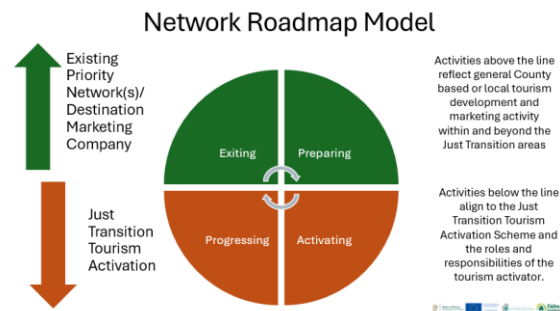 Network Roadmap Model
Existing
Priority
Network(s)/
Destination
Marketing
Company
Just
Transition
Tourism
Activation
Exiting
Preparing
Progressing
Activating
Activities above the line
reflect general County
based or local tourism
development and
marketing activity
within and beyond the
Just Transition areas
Activities below the line
align to the Just
Transition Tourism
Activation Scheme and
the roles and
responsibilities of the
tourism activator.